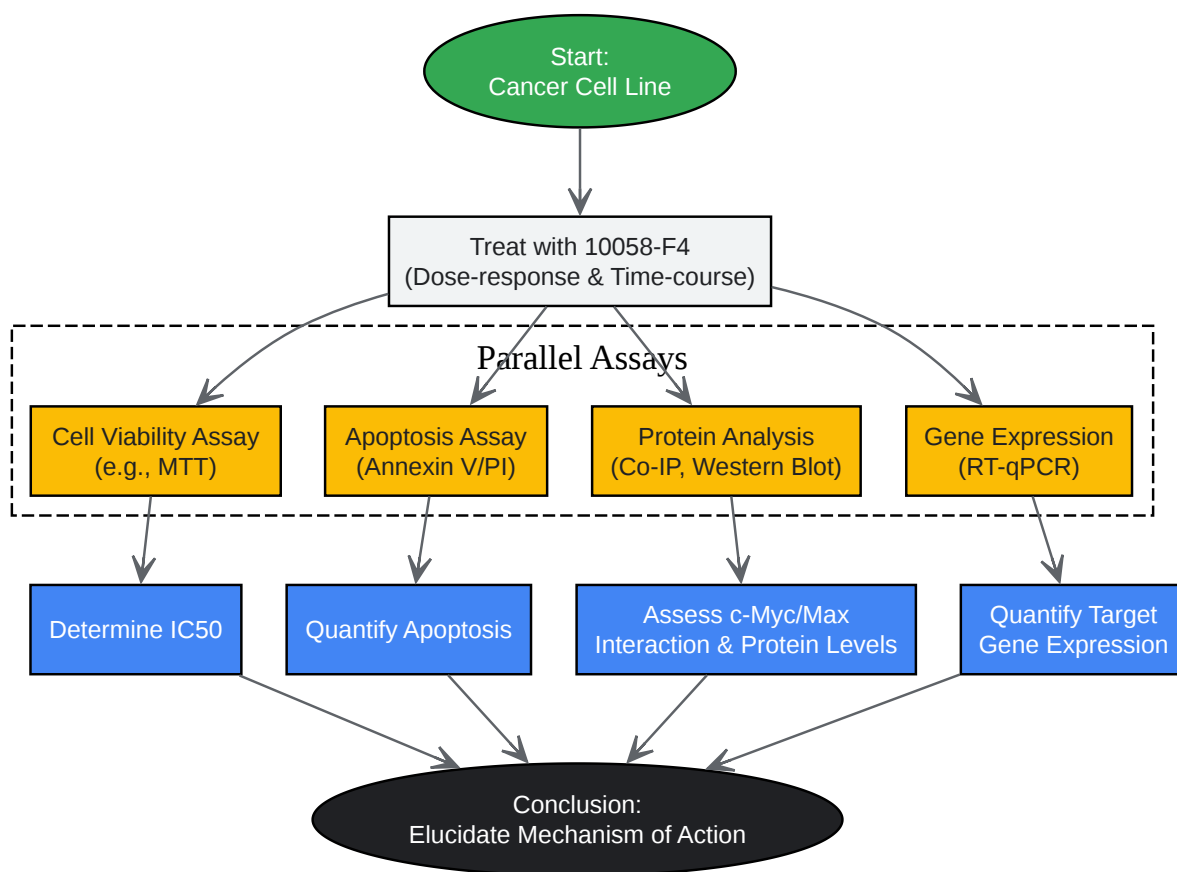 Start:
Cancer Cell Line
Treat with 10058-F4
(Dose-response & Time-course)
Parallel Assays
Cell Viability Assay
(e.g., MTT)
Apoptosis Assay
(Annexin V/PI)
Protein Analysis
(Co-IP, Western Blot)
Gene Expression
(RT-qPCR)
Determine IC50
Quantify Apoptosis
Assess c-Myc/Max
Interaction & Protein Levels
Quantify Target
Gene Expression
Conclusion:
Elucidate Mechanism of Action